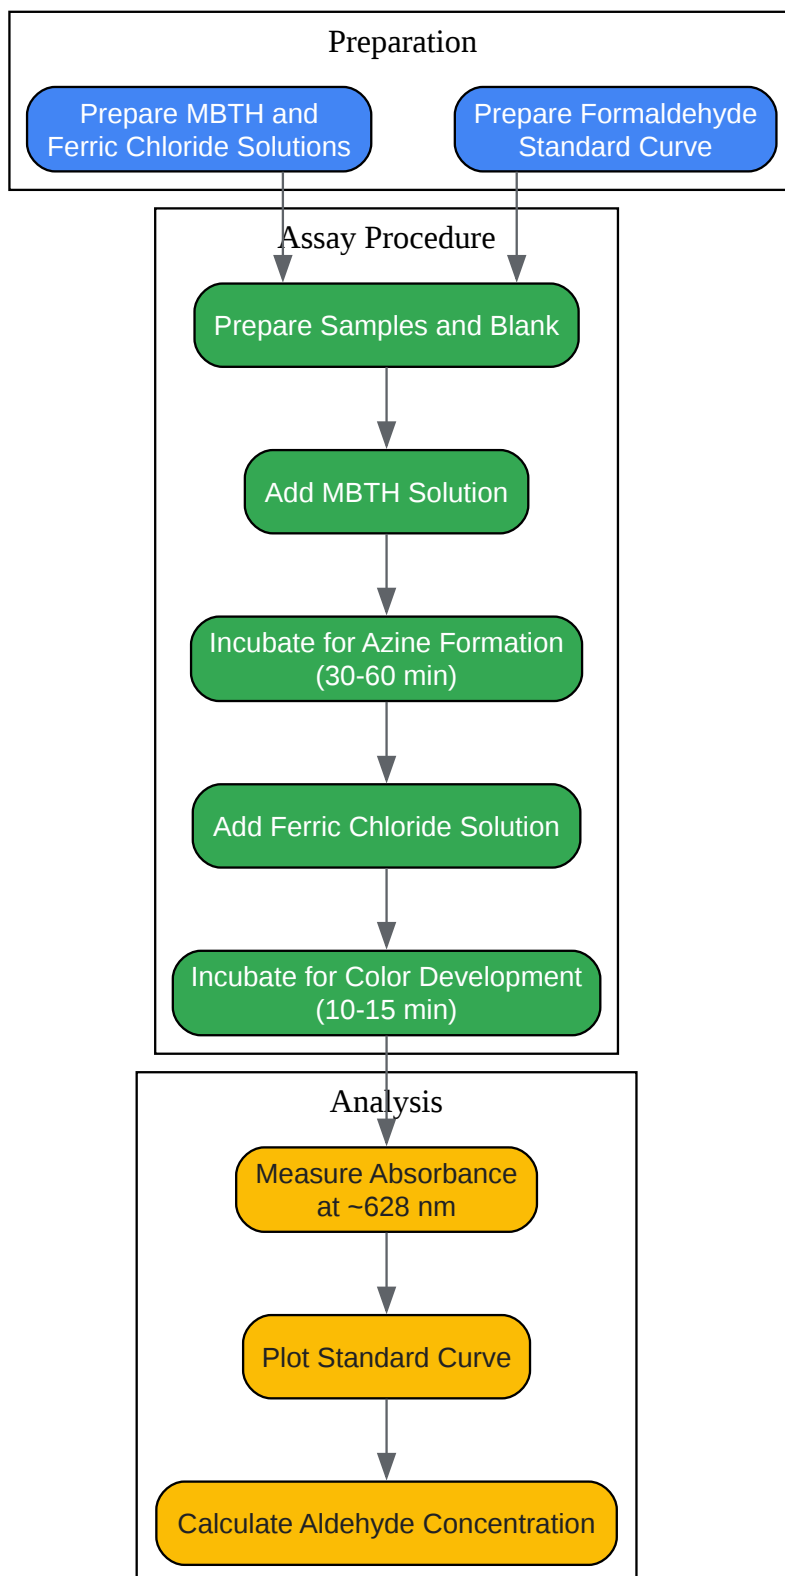 Preparation
Prepare MBTH and
Ferric Chloride Solutions
Prepare Formaldehyde
Standard Curve
Assay Procedure
Prepare Samples and Blank
Add MBTH Solution
Incubate for Azine Formation
(30-60 min)
Add Ferric Chloride Solution
Incubate for Color Development
(10-15 min)
Analysis
Measure Absorbance
at ~628 nm
Plot Standard Curve
Calculate Aldehyde Concentration